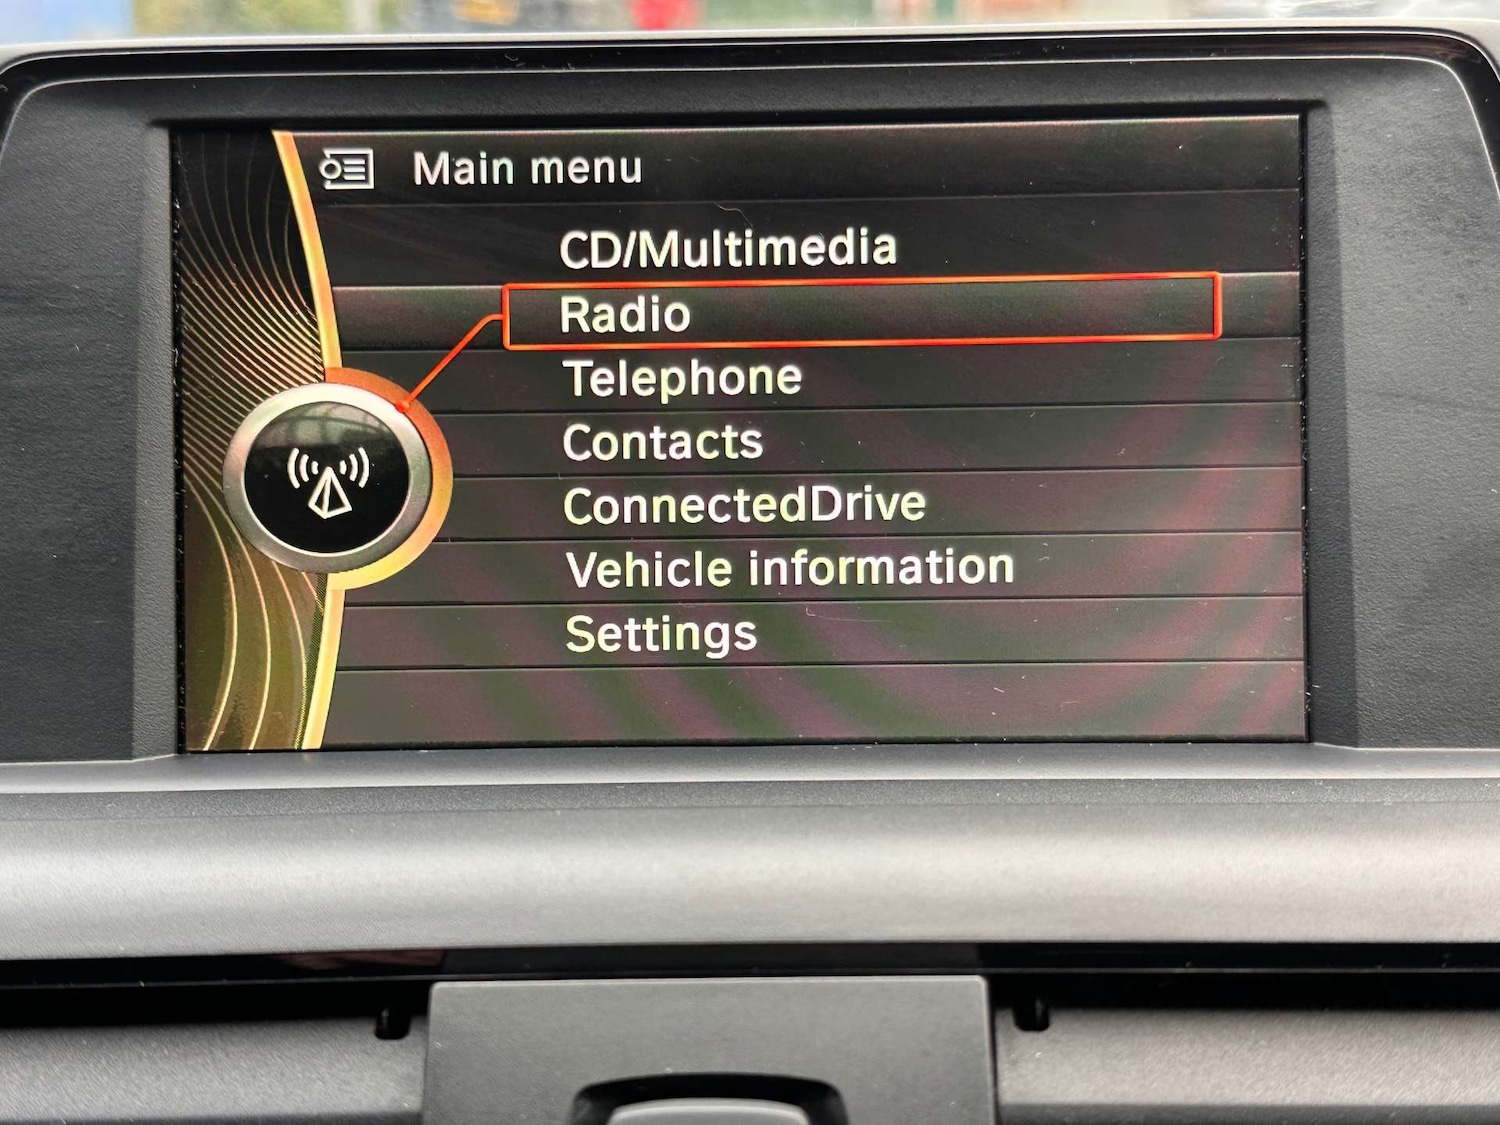 Main menu
CD/Multimedia
Radio
Telephone
Contacts
ConnectedDrive
Vehicle information
Settings